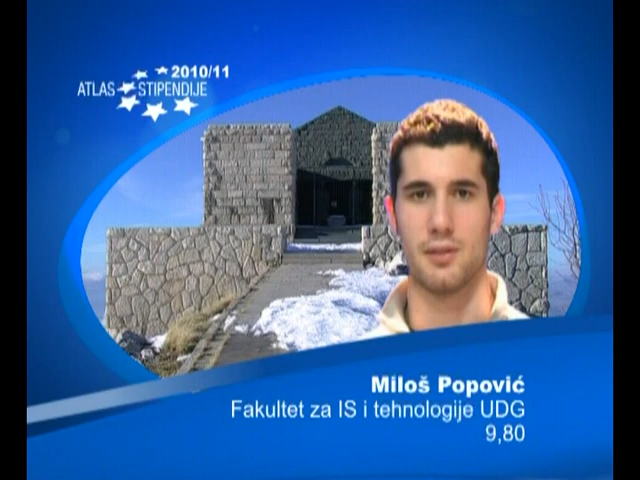 2010/11
ATLAS STIPENDIJE
Miloš Popović
Fakultet za IS i tehnologije UDG
9,80